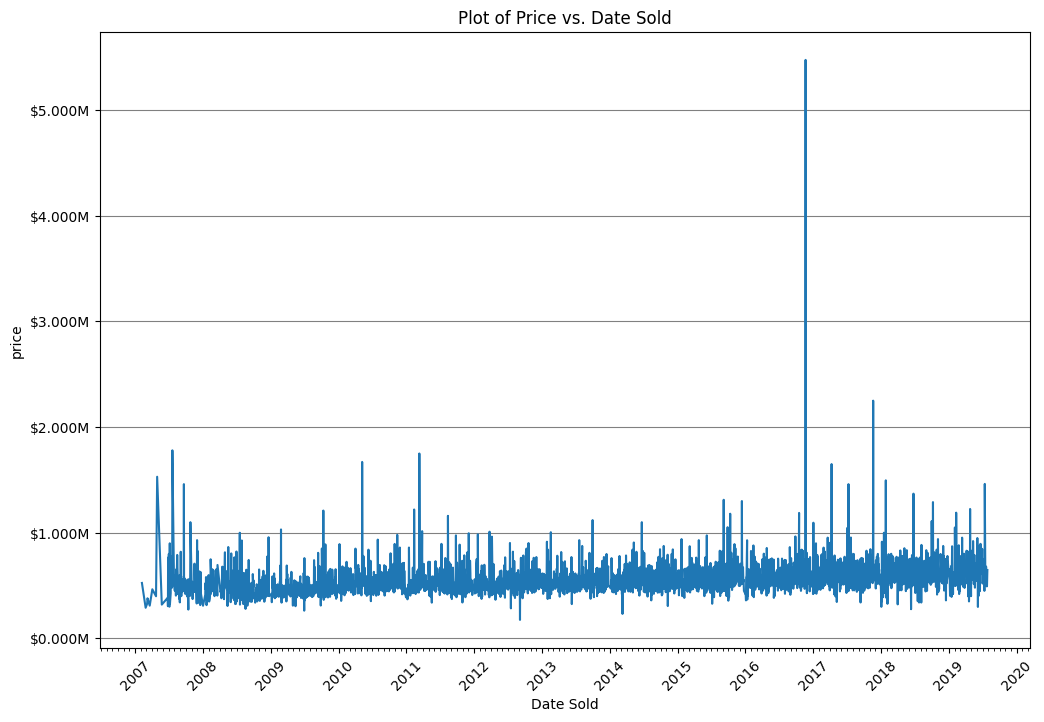 Plot of Price vs. Date Sold
$5.000M
$4.000M
$3.000M
$2.000M
$1.000M
$0.000M
price
2007 2008 2009 2010 2011 2012 2013 2014 2015 2016 2017 2018 2019 2020
Date Sold